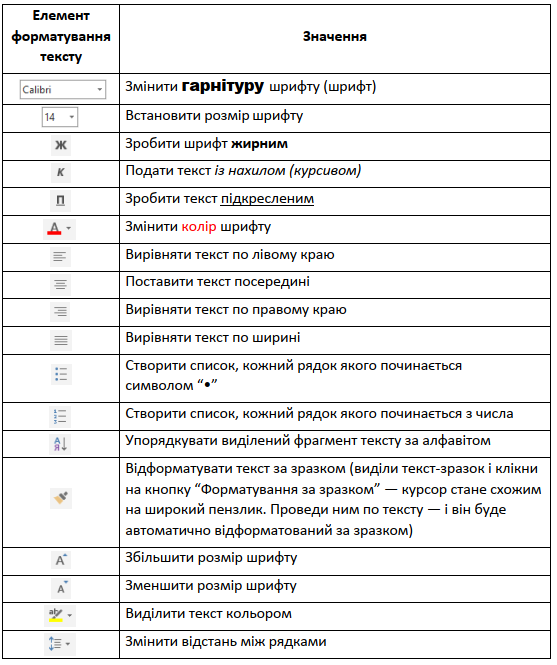 Елемент
форматування
тексту
Значення
Calibri
Змінити гарнітуру шрифту (шрифт)
14
Встановити розмір шрифту
Ж
Зробити шрифт жирним
К
Подати текст із нахилом (курсивом)
П
Зробити текст підкресленим
А
Змінити колір шрифту
Вирівняти текст по лівому краю
Поставити текст посередині
Вирівняти текст по правому краю
Вирівняти текст по ширині
Створити список, кожний рядок якого починається
символом “•”
1
2
3
Створити список, кожний рядок якого починається з числа
А
Я
Упорядкувати виділений фрагмент тексту за алфавітом
Відформатувати текст за зразком (виділи текст-зразок і клікни
на кнопку “Форматування за зразком” — курсор стане схожим
на широкий пензлик. Проведи ним по тексту — і він буде
автоматично відформатований за зразком)
А
Збільшити розмір шрифту
А
Зменшити розмір шрифту
ab
Виділити текст кольором
Змінити відстань між рядками